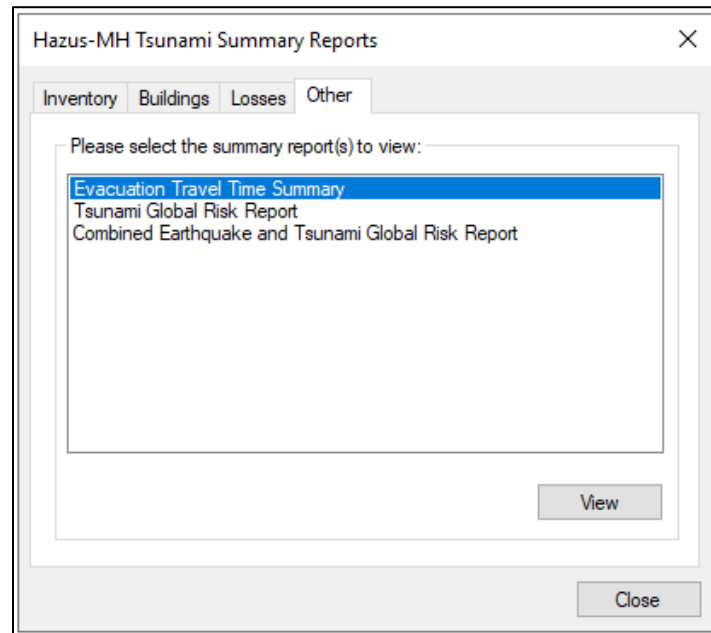 Hazus-MH Tsunami Summary Reports
Inventory Buildings Losses Other
Please select the summary report(s) to view:
Evacuation Travel Time Summary
Tsunami Global Risk Report
Combined Earthquake and Tsunami Global Risk Report
View
Close